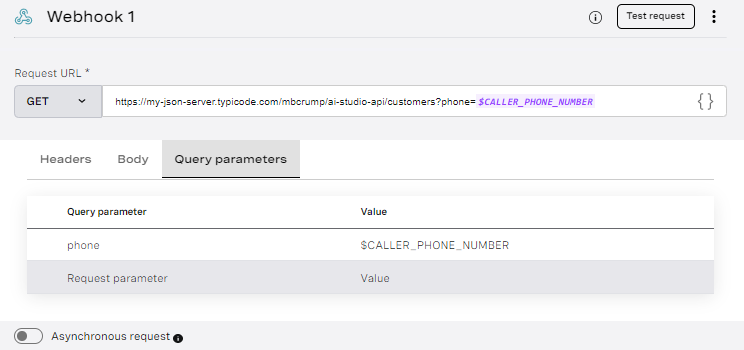 Webhook 1
Test request
Request URL *
GET
https://my-json-server.typicode.com/mbcrump/ai-studio-api/customers?phone= $CALLER_PHONE_NUMBER
{ }
Headers Body Query parameters
Query parameter Value
phone $CALLER_PHONE_NUMBER
Request parameter Value
Asynchronous request